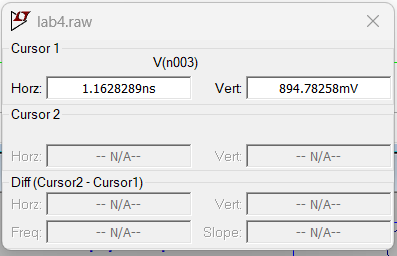 lab4.raw
Cursor 1
V(n003)
Horz: 1.1628289ns Vert: 894.78258mV
Cursor 2
Horz: -- N/A-- Vert: -- N/A--
Diff (Cursor2 - Cursor1)
Horz: -- N/A-- Vert: -- N/A--
Freq: -- N/A-- Slope: -- N/A--